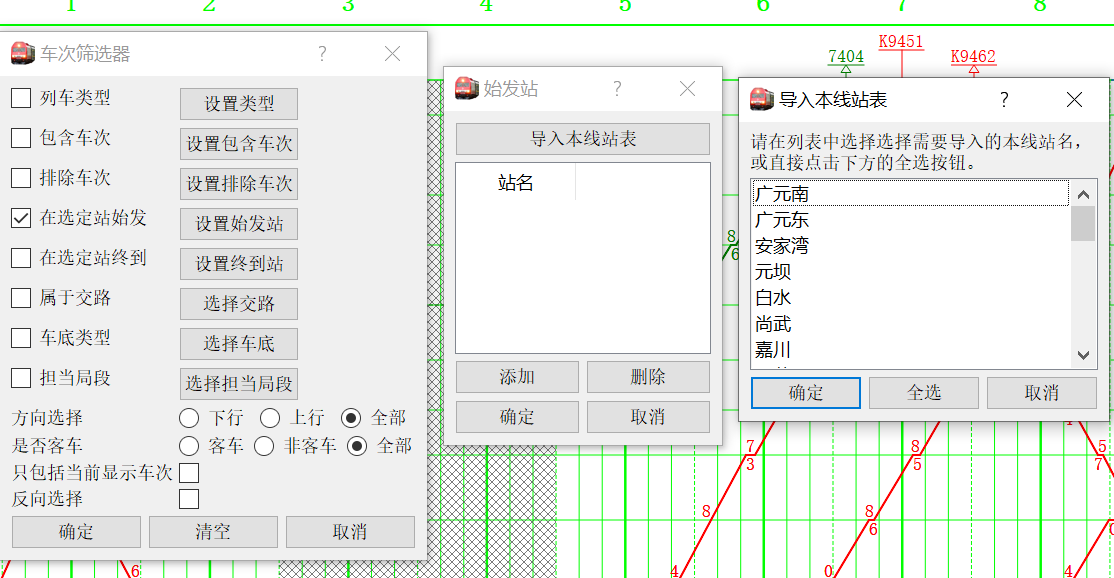 1 2 3 4 5 6 7 8
7404
K9451
K9462
车次筛选器 ?
列车类型 设置类型
包含车次 设置包含车次
排除车次 设置排除车次
在选定站始发 设置始发站
在选定站终到 设置终到站
属于交路 选择交路
车底类型 选择车底
担当局段 选择担当局段
方向选择 下行 上行 全部
是否客车 客车 非客车 全部
只包括当前显示车次
反向选择
确定 清空 取消
始发站 ?
导入本线站表
站名
添加 删除
确定 取消
导入本线站表 ?
请在列表中选择选择需要导入的本线站名，
或直接点击下方的全选按钮。
广元南
广元东
安家湾
元坝
白水
尚武
嘉川
确定 全选 取消
8
6
7
3
8
5
5
7
8
6
8
6
6
4
0
4